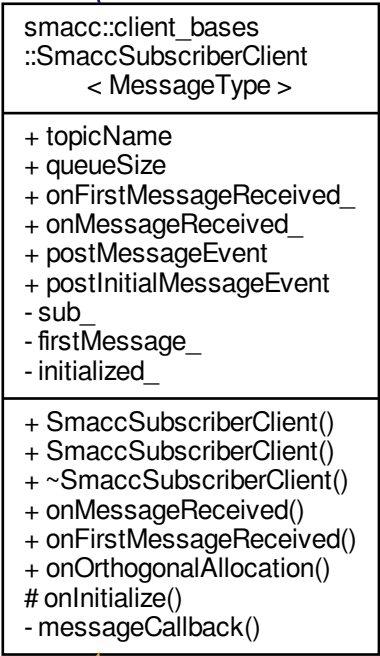 smacc::client_bases
::SmaccSubscriberClient
< MessageType >
+ topicName
+ queueSize
+ onFirstMessageReceived_
+ onMessageReceived_
+ postMessageEvent
+ postInitialMessageEvent
- sub_
- firstMessage_
- initialized_
+ SmaccSubscriberClient()
+ SmaccSubscriberClient()
+ ~SmaccSubscriberClient()
+ onMessageReceived()
+ onFirstMessageReceived()
+ onOrthogonalAllocation()
# onInitialize()
- messageCallback()